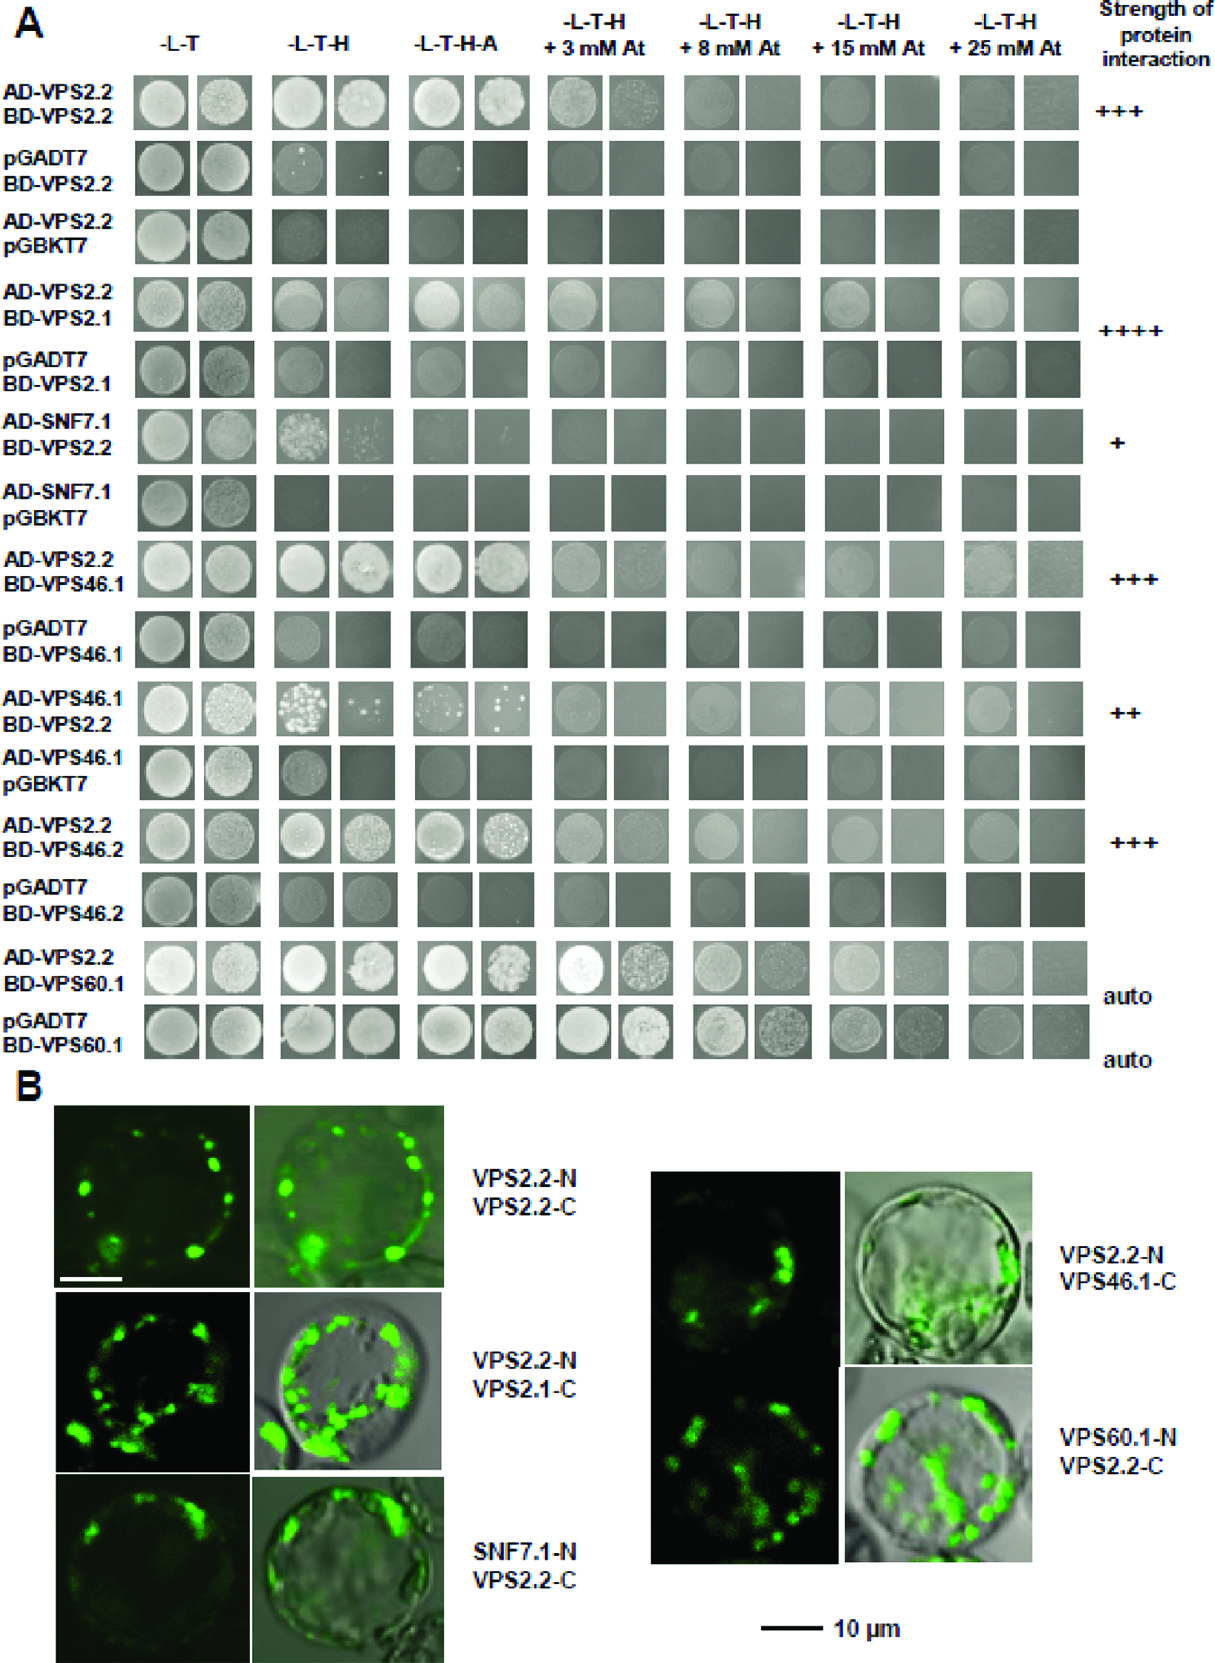 A
-L-T
-L-T-H
-L-T-H-A
-L-T-H
+ 3 mM At
-L-T-H
+ 8 mM At
-L-T-H
+ 15 mM At
-L-T-H
+ 25 mM At
Strength of
protein
interaction
AD-VPS2.2
BD-VPS2.2
+++
pGADT7
BD-VPS2.2
AD-VPS2.2
pGBKT7
AD-VPS2.2
BD-VPS2.1
++++
pGADT7
BD-VPS2.1
AD-SNF7.1
BD-VPS2.2
+
AD-SNF7.1
pGBKT7
AD-VPS2.2
BD-VPS46.1
+++
pGADT7
BD-VPS46.1
AD-VPS46.1
BD-VPS2.2
++
AD-VPS46.1
pGBKT7
AD-VPS2.2
BD-VPS46.2
+++
pGADT7
BD-VPS46.2
AD-VPS2.2
BD-VPS60.1
auto
pGADT7
BD-VPS60.1
auto
B
VPS2.2-N
VPS2.2-C
VPS2.2-N
VPS2.1-C
SNF7.1-N
VPS2.2-C
VPS2.2-N
VPS46.1-C
VPS60.1-N
VPS2.2-C
10 µm